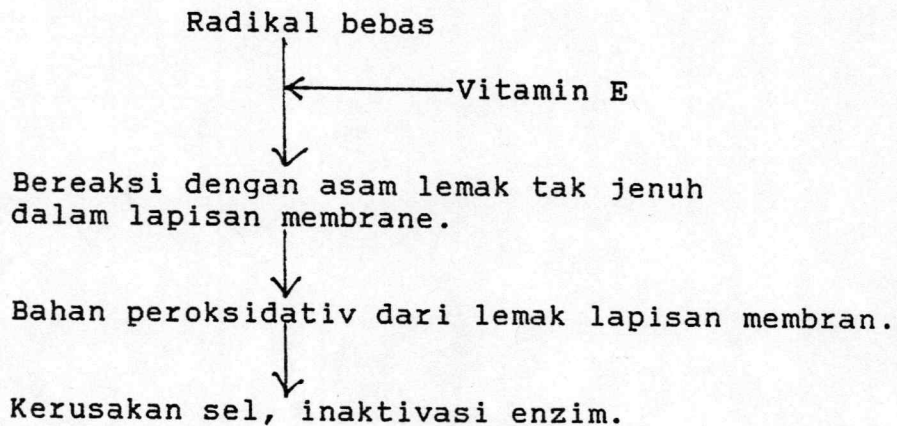 Radikal bebas
Vitamin E
Bereaksi dengan asam lemak tak jenuh
dalam lapisan membrane.
Bahan peroksidativ dari lemak lapisan membran.
Kerusakan sel, inaktivasi enzim.